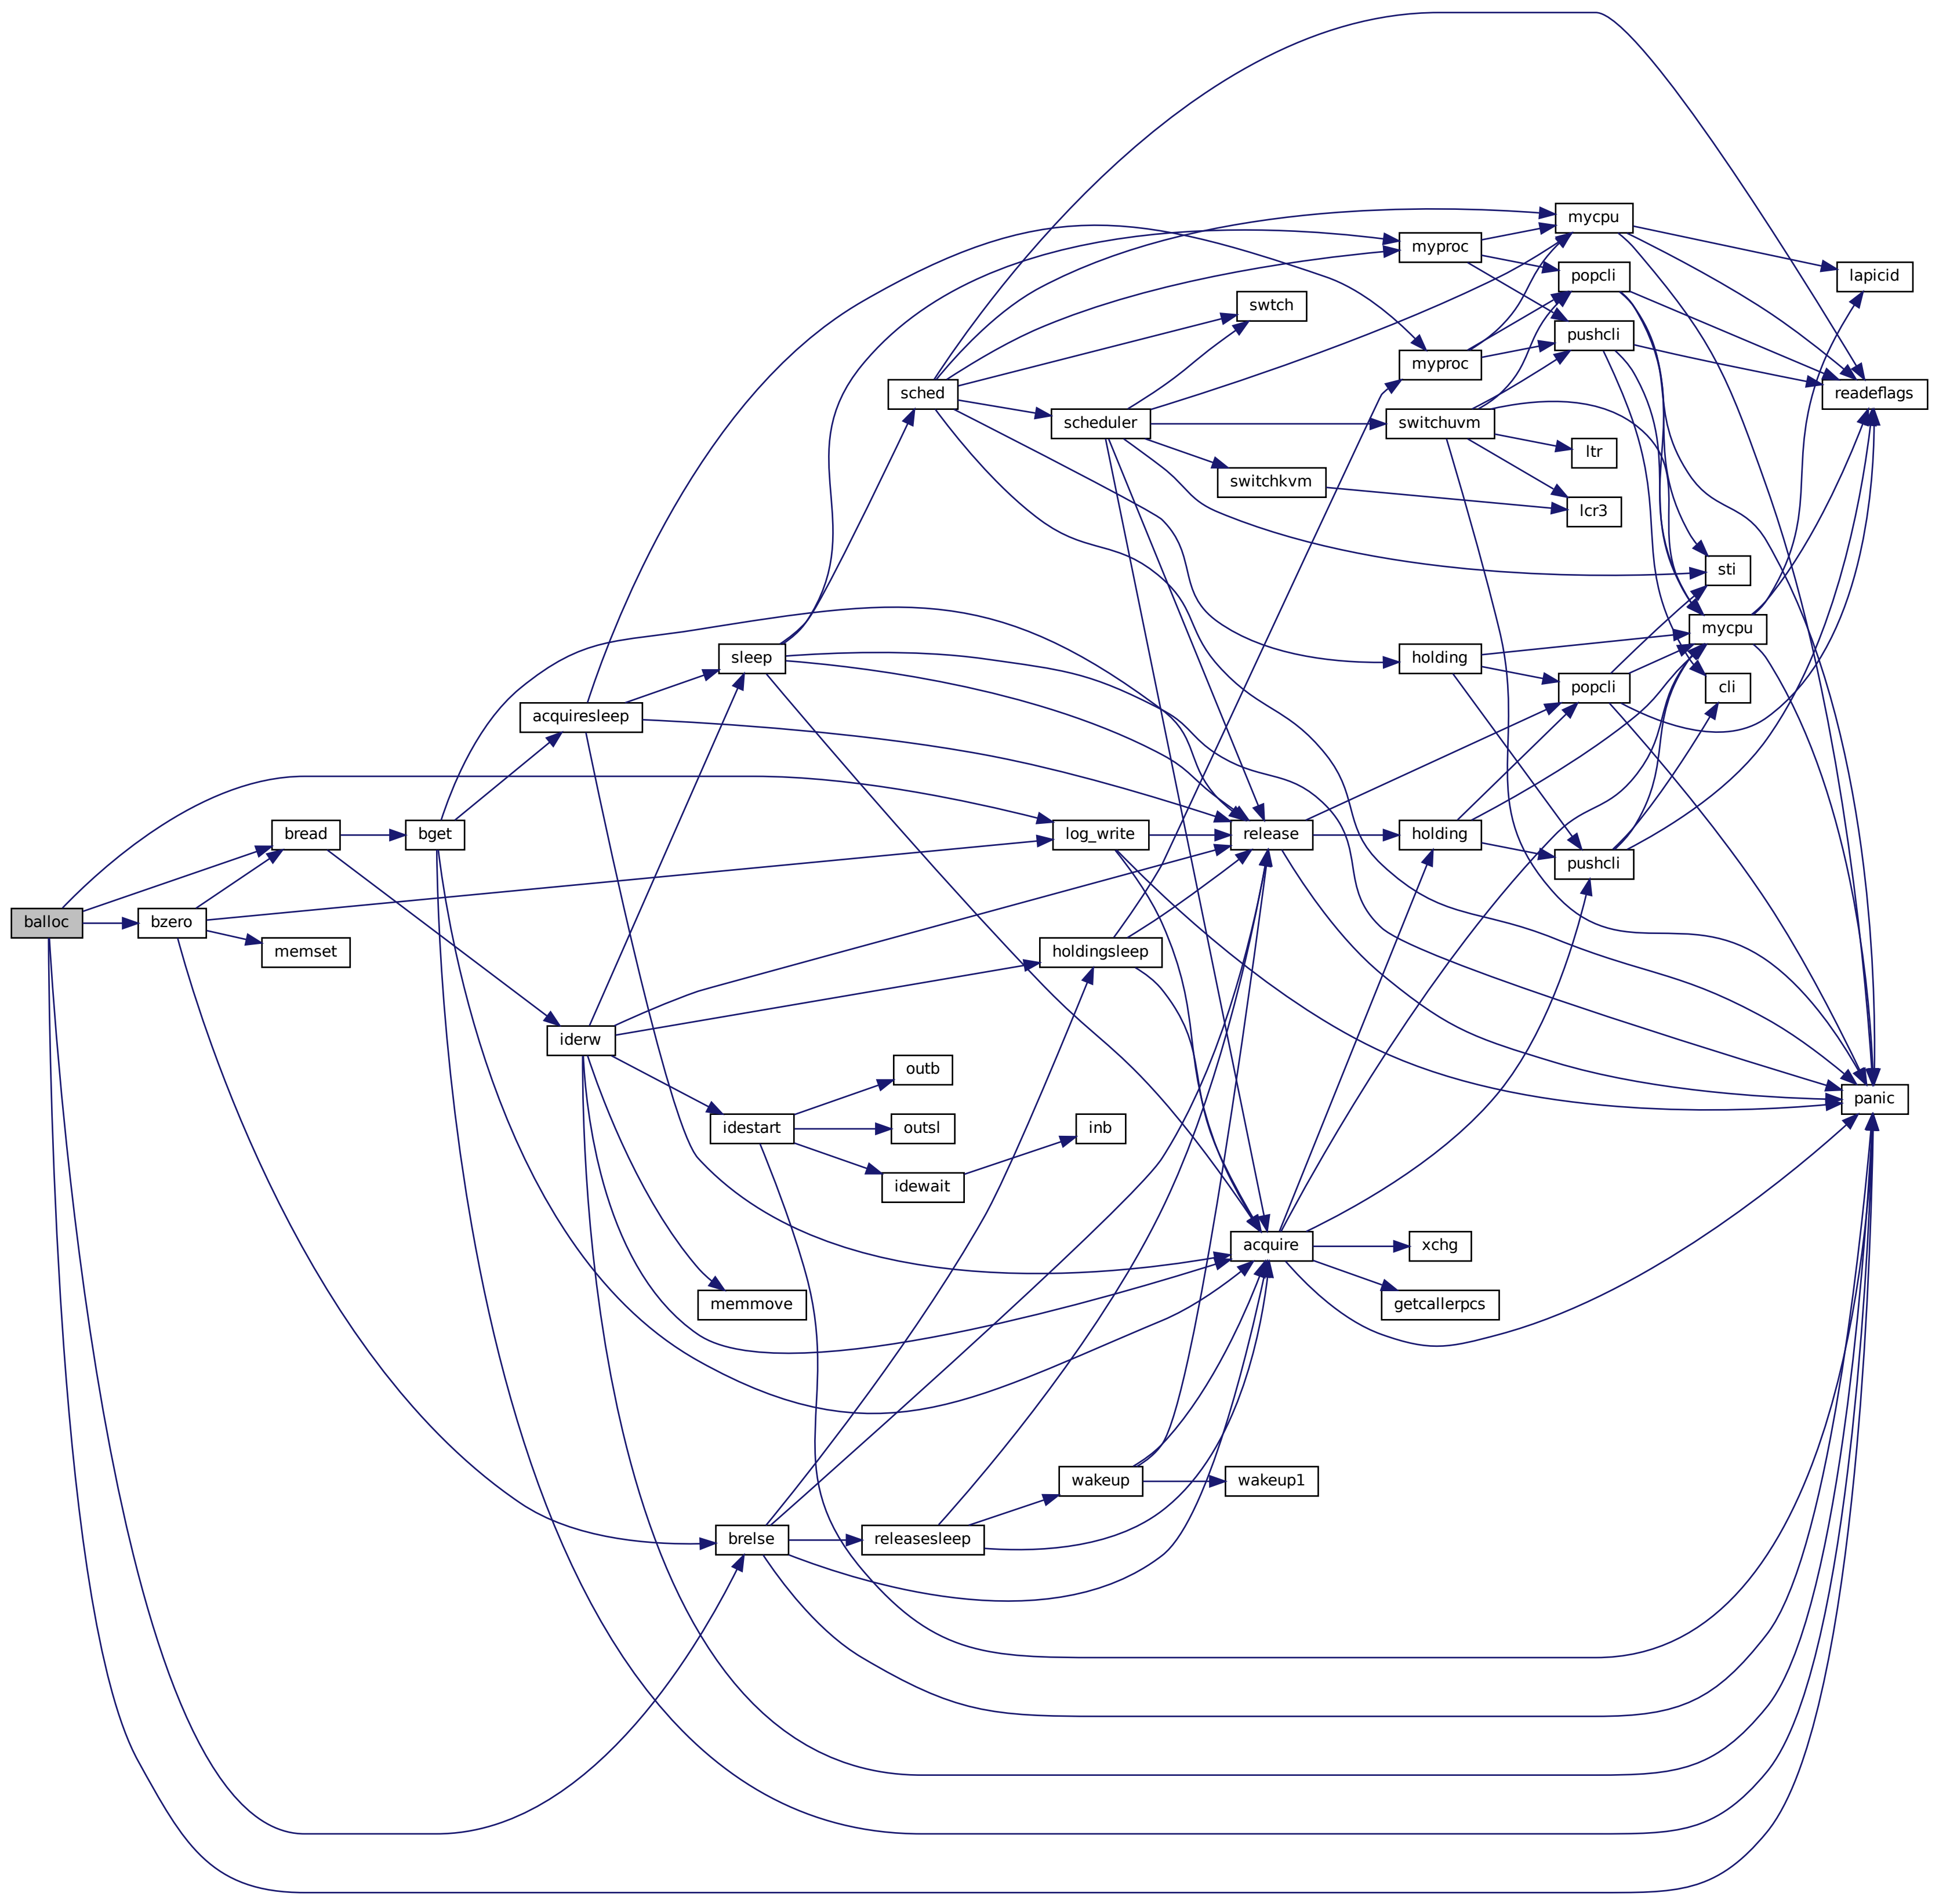 balloc
bzero
bread
memset
bget
acquiresleep
iderw
sleep
idestart
memmove
brelse
sched
outb
outsl
idewait
releasesleep
scheduler
log_write
holdingsleep
inb
wakeup
swtch
switchkvm
release
acquire
wakeup1
myproc
myproc
switchuvm
holding
holding
xchg
getcallerpcs
mycpu
popcli
pushcli
ltr
lcr3
popcli
pushcli
sti
mycpu
cli
lapicid
readeflags
panic